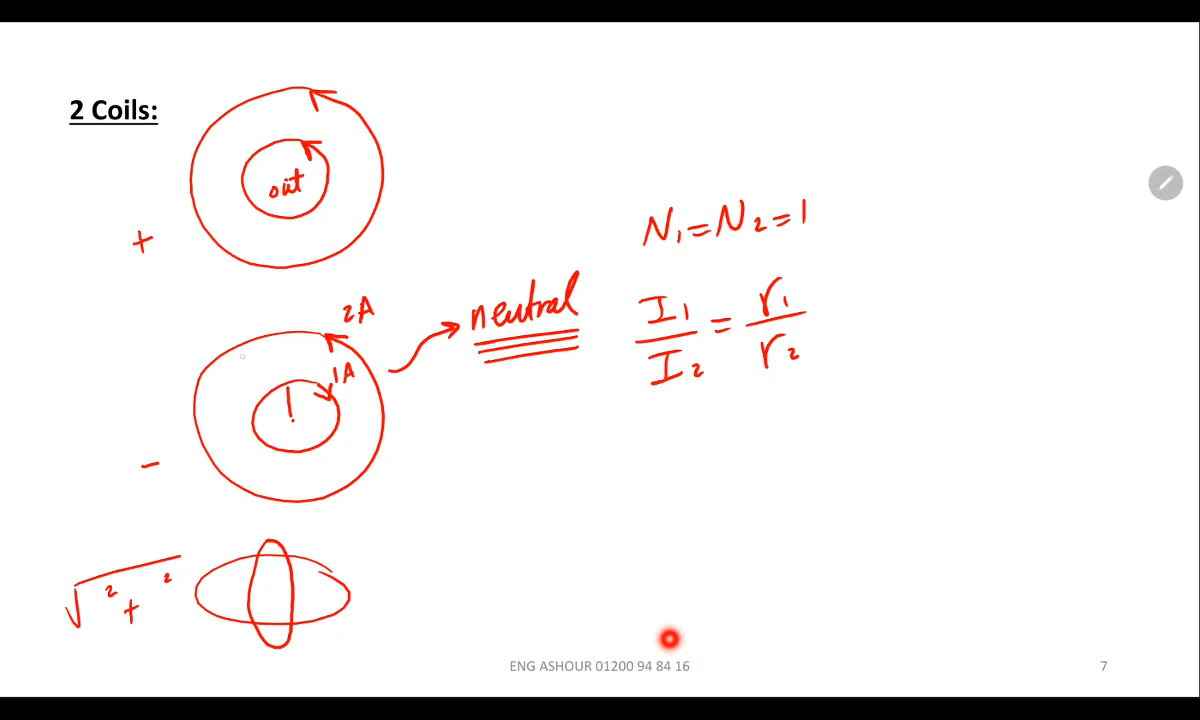 2 Coils:
out
+
N₁ = N₂ = 1
2A
neutral
I₁/I₂ = r₁/r₂
1A
!
-
√ ² + ²
ENG ASHOUR 01200 94 84 16
7